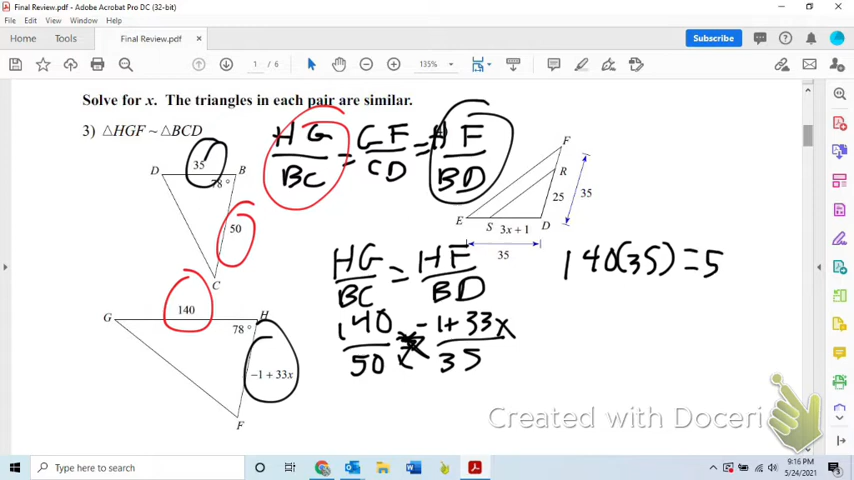 Final Review.pdf - Adobe Acrobat Pro DC (32-bit)
File Edit View Window Help
Home Tools Final Review.pdf × Subscribe
1 / 6 135%
Solve for x. The triangles in each pair are similar.
3) △HGF ~ △BCD
HG/BC = GF/CD = HF/BD
D 35 B
78°
50
C
F
R
25 35
E S 3x + 1 D
35
HG/BC = HF/BD
140(35) = 5
140/50 = -1+33x/35
G 140 H
78°
−1 + 33x
F
Created with Doceri
Type here to search
9:16 PM
5/24/2021
3